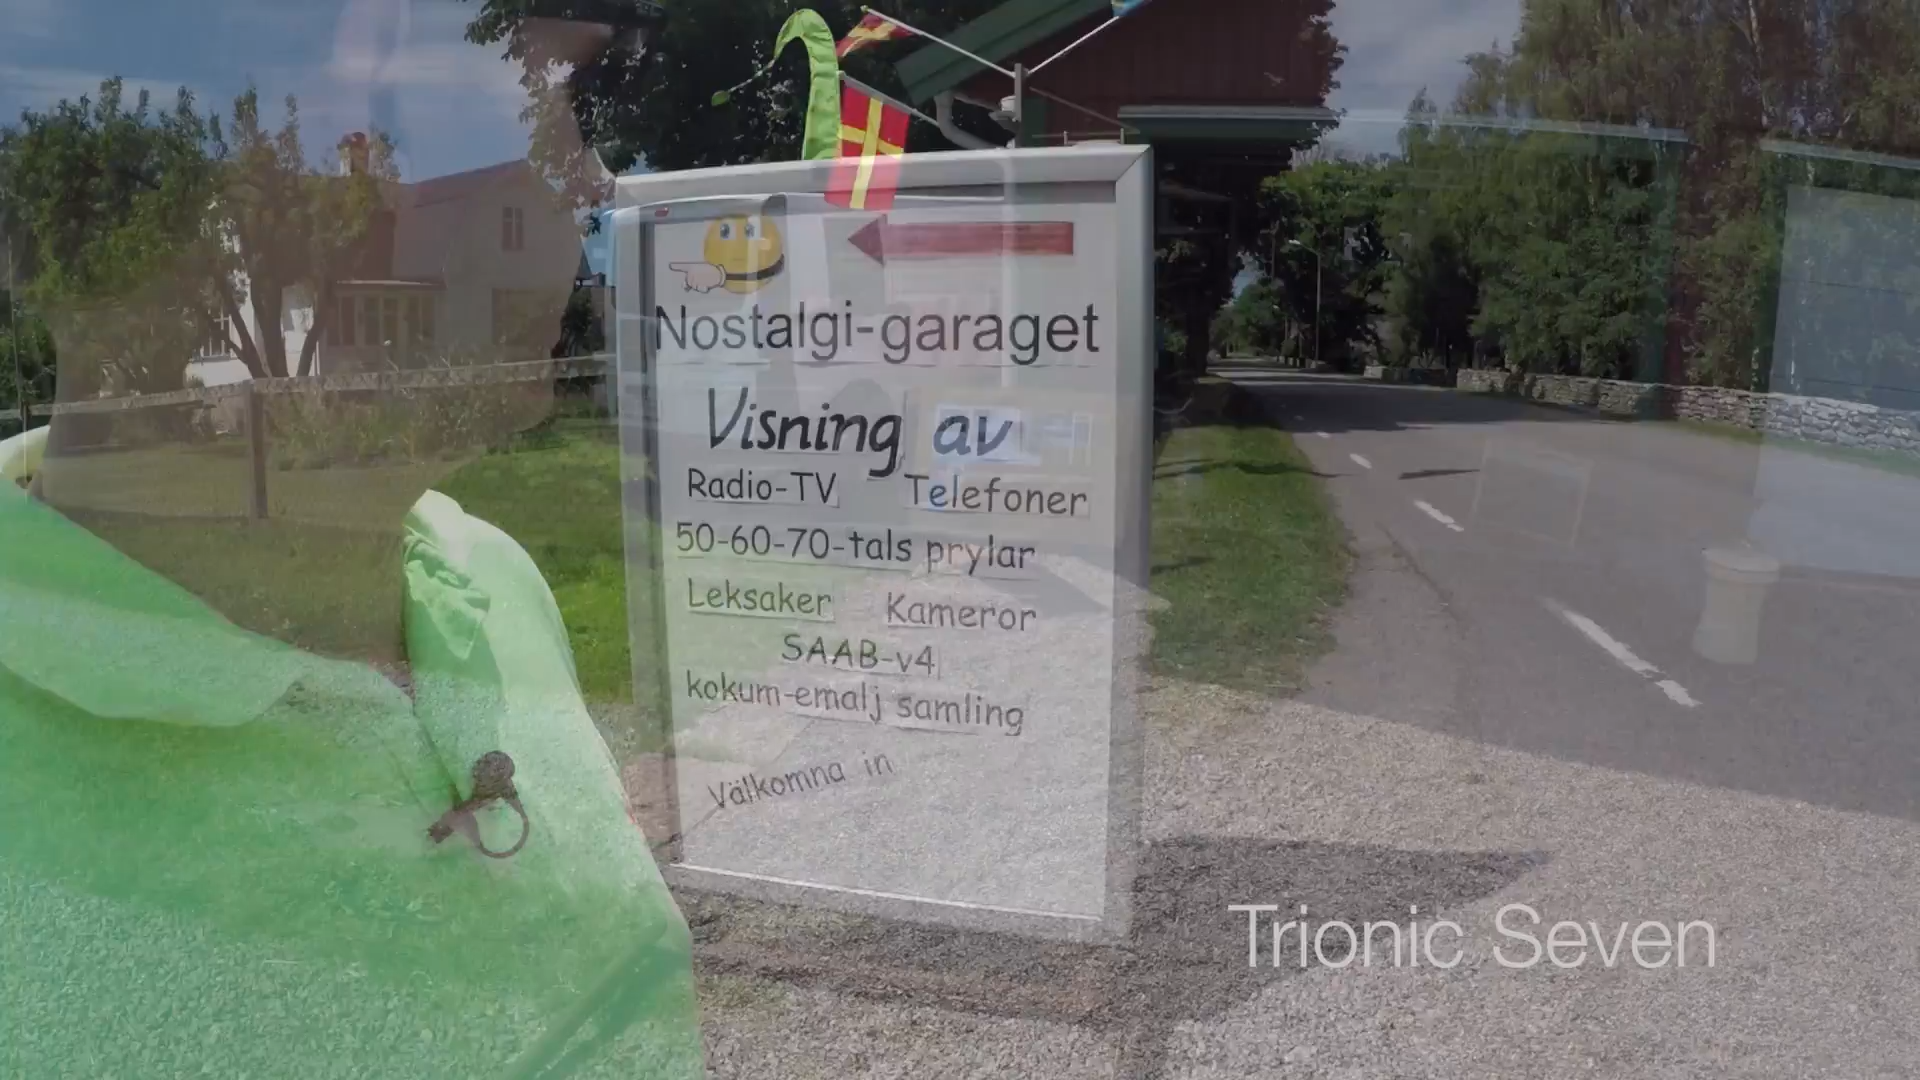 Nostalgi-garaget
Visning av
Radio-TV Telefoner
50-60-70-tals prylar
Leksaker Kameror
SAAB-v4
kokum-emalj samling
Välkomna in
Trionic Seven